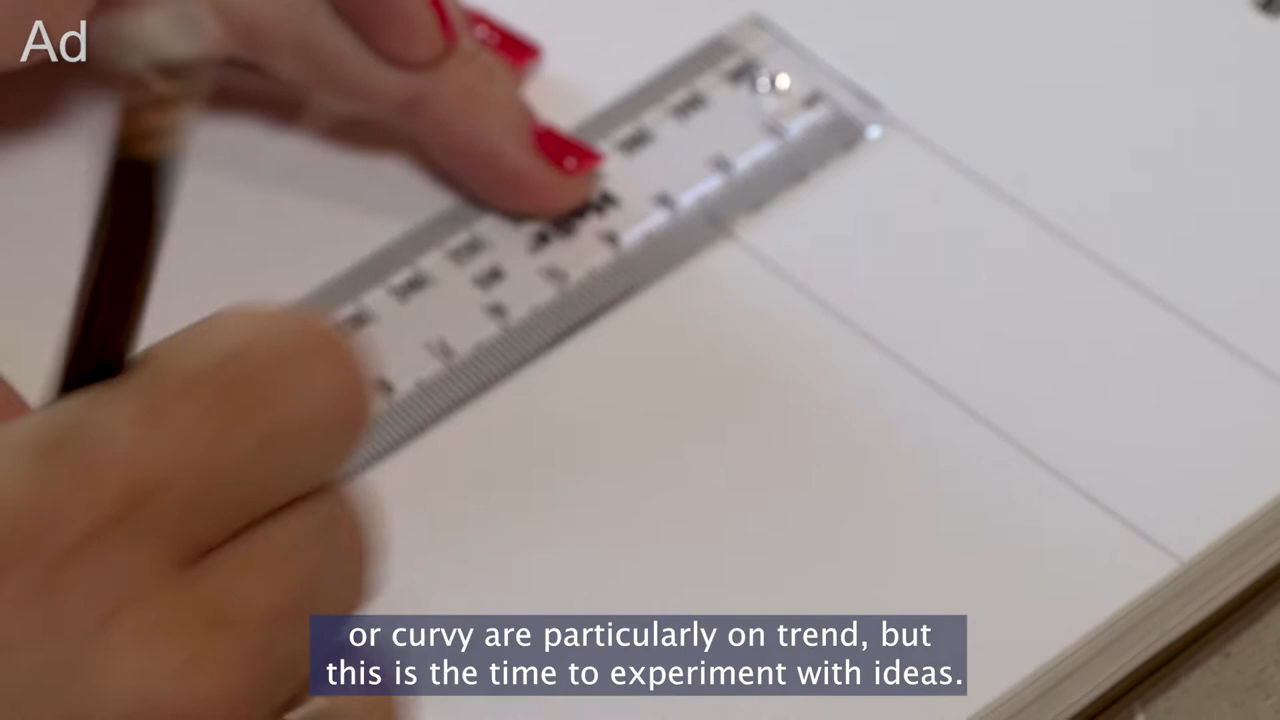 Ad
or curvy are particularly on trend, but
this is the time to experiment with ideas.